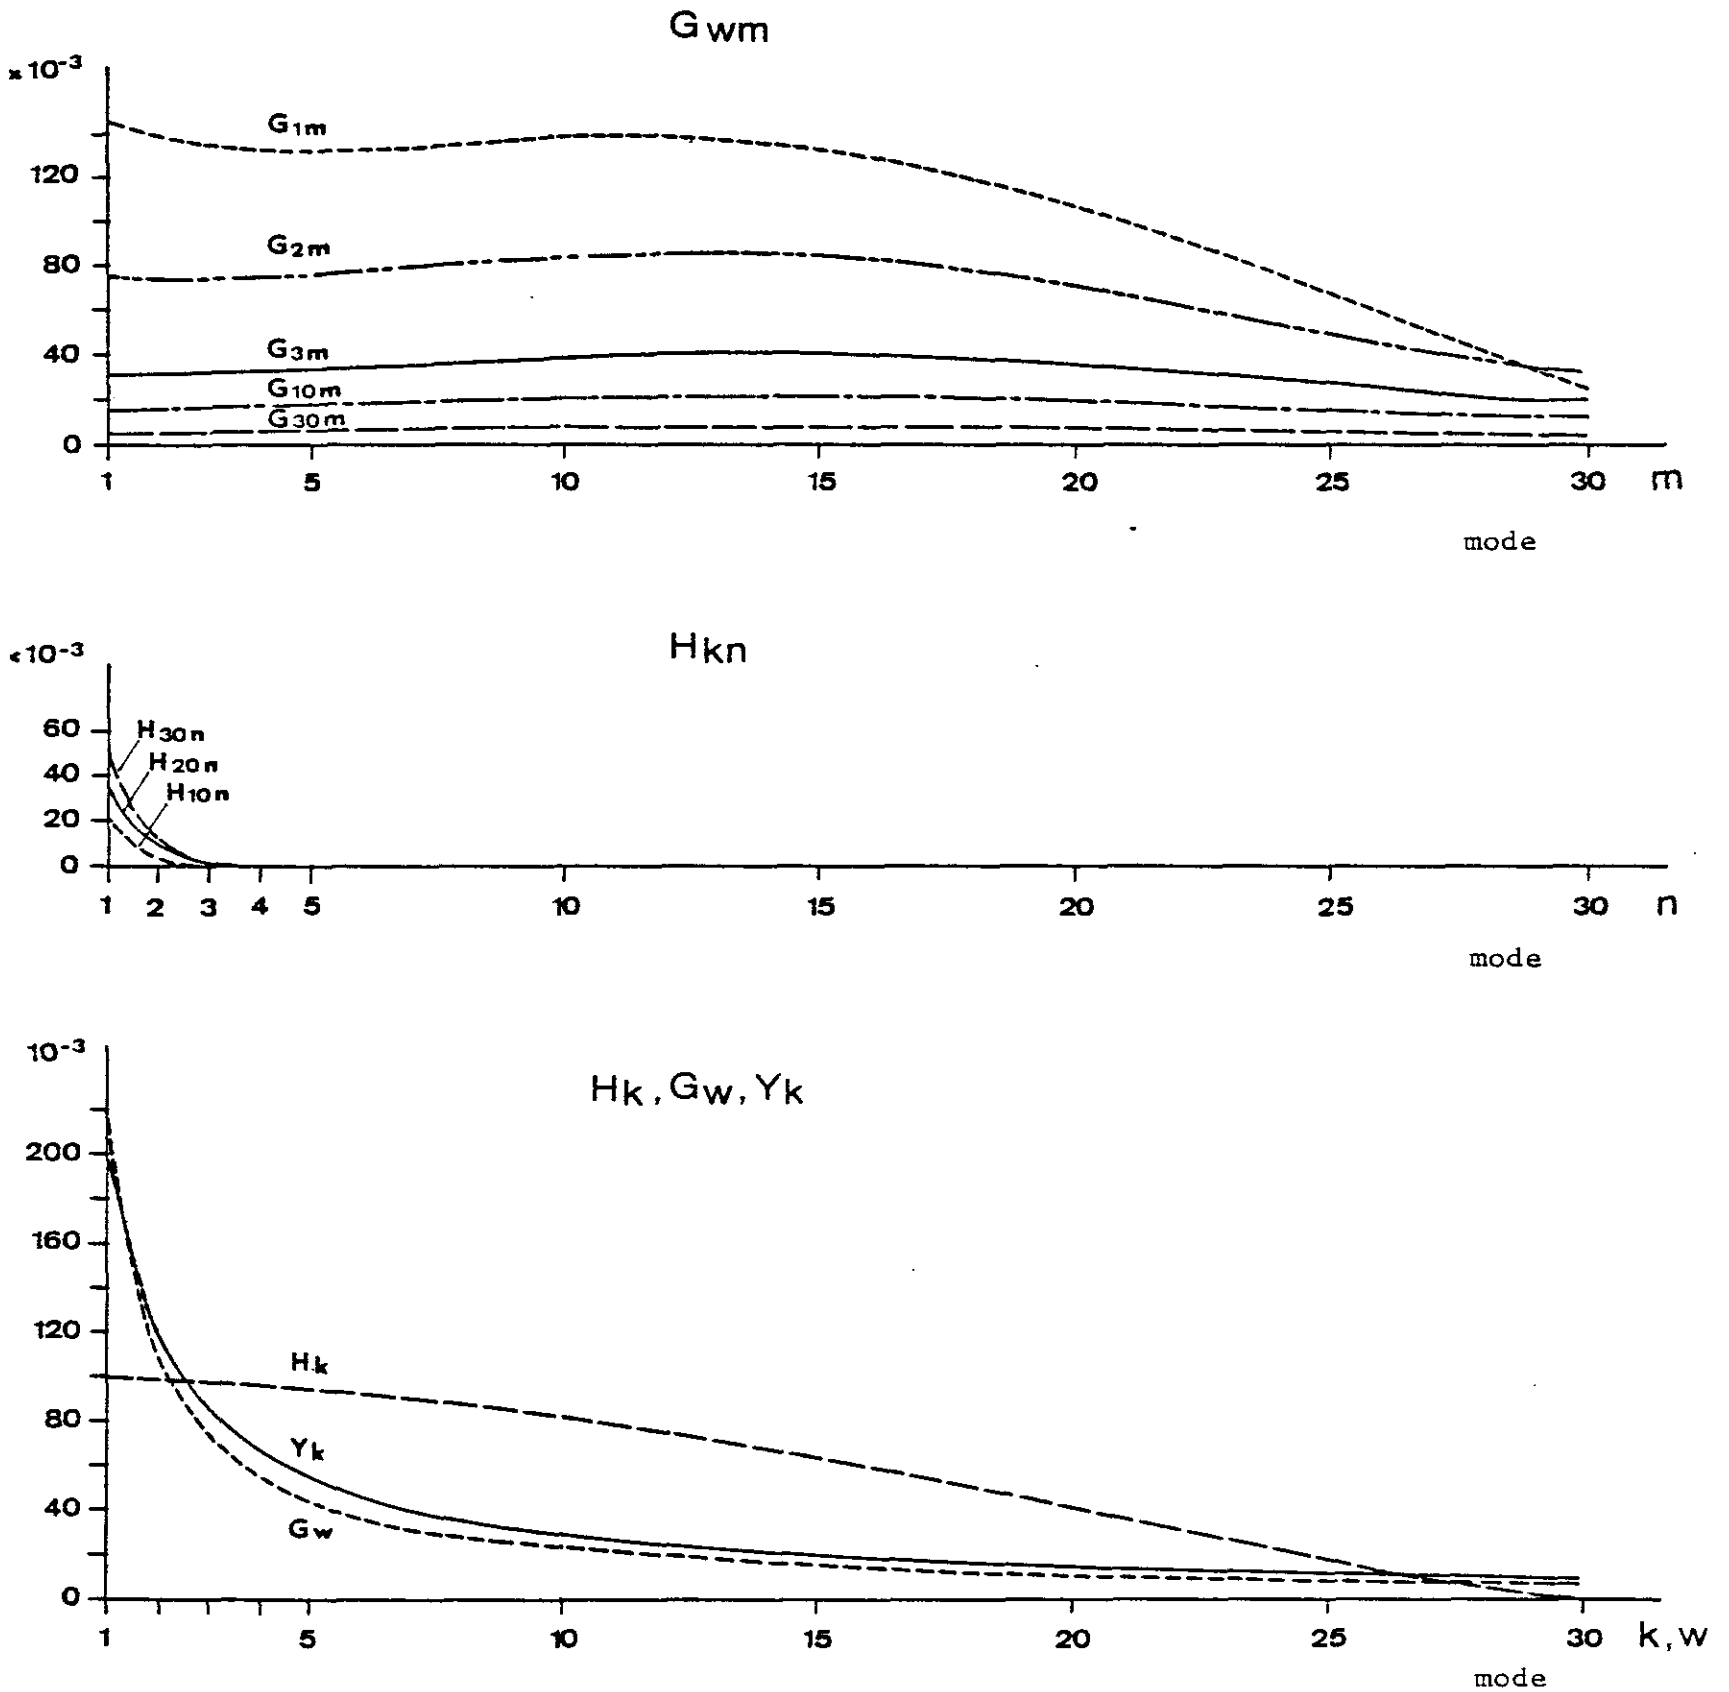 Gwm
×10⁻³
G1m
120
G2m
80
G3m
40
G10m
G30m
0
1 5 10 15 20 25 30 m
mode
Hkn
<10⁻³
60
H30n
H20n
40
H10n
20
0
1 2 3 4 5 10 15 20 25 30 n
mode
10⁻³
Hk, Gw, Yk
200
160
120
Hk
80
Yk
40
Gw
0
1 5 10 15 20 25 30 k,w
mode